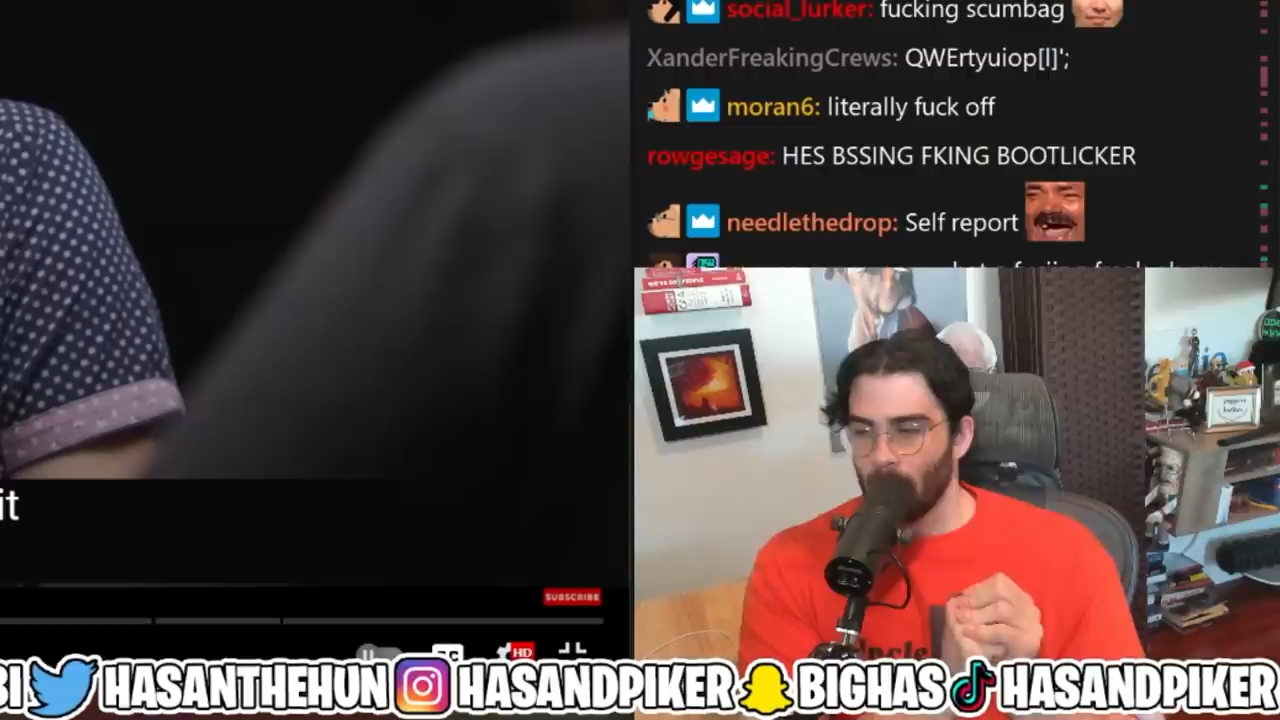 social_lurker: fucking scumbag
XanderFreakingCrews: QWErtyuiop[l]';
moran6: literally fuck off
rowgesage: HES BSSING FKING BOOTLICKER
needlethedrop: Self report
it
SUBSCRIBE
HD
BI HASANTHEHUN HASANDPIKER BIGHAS HASANDPIKER